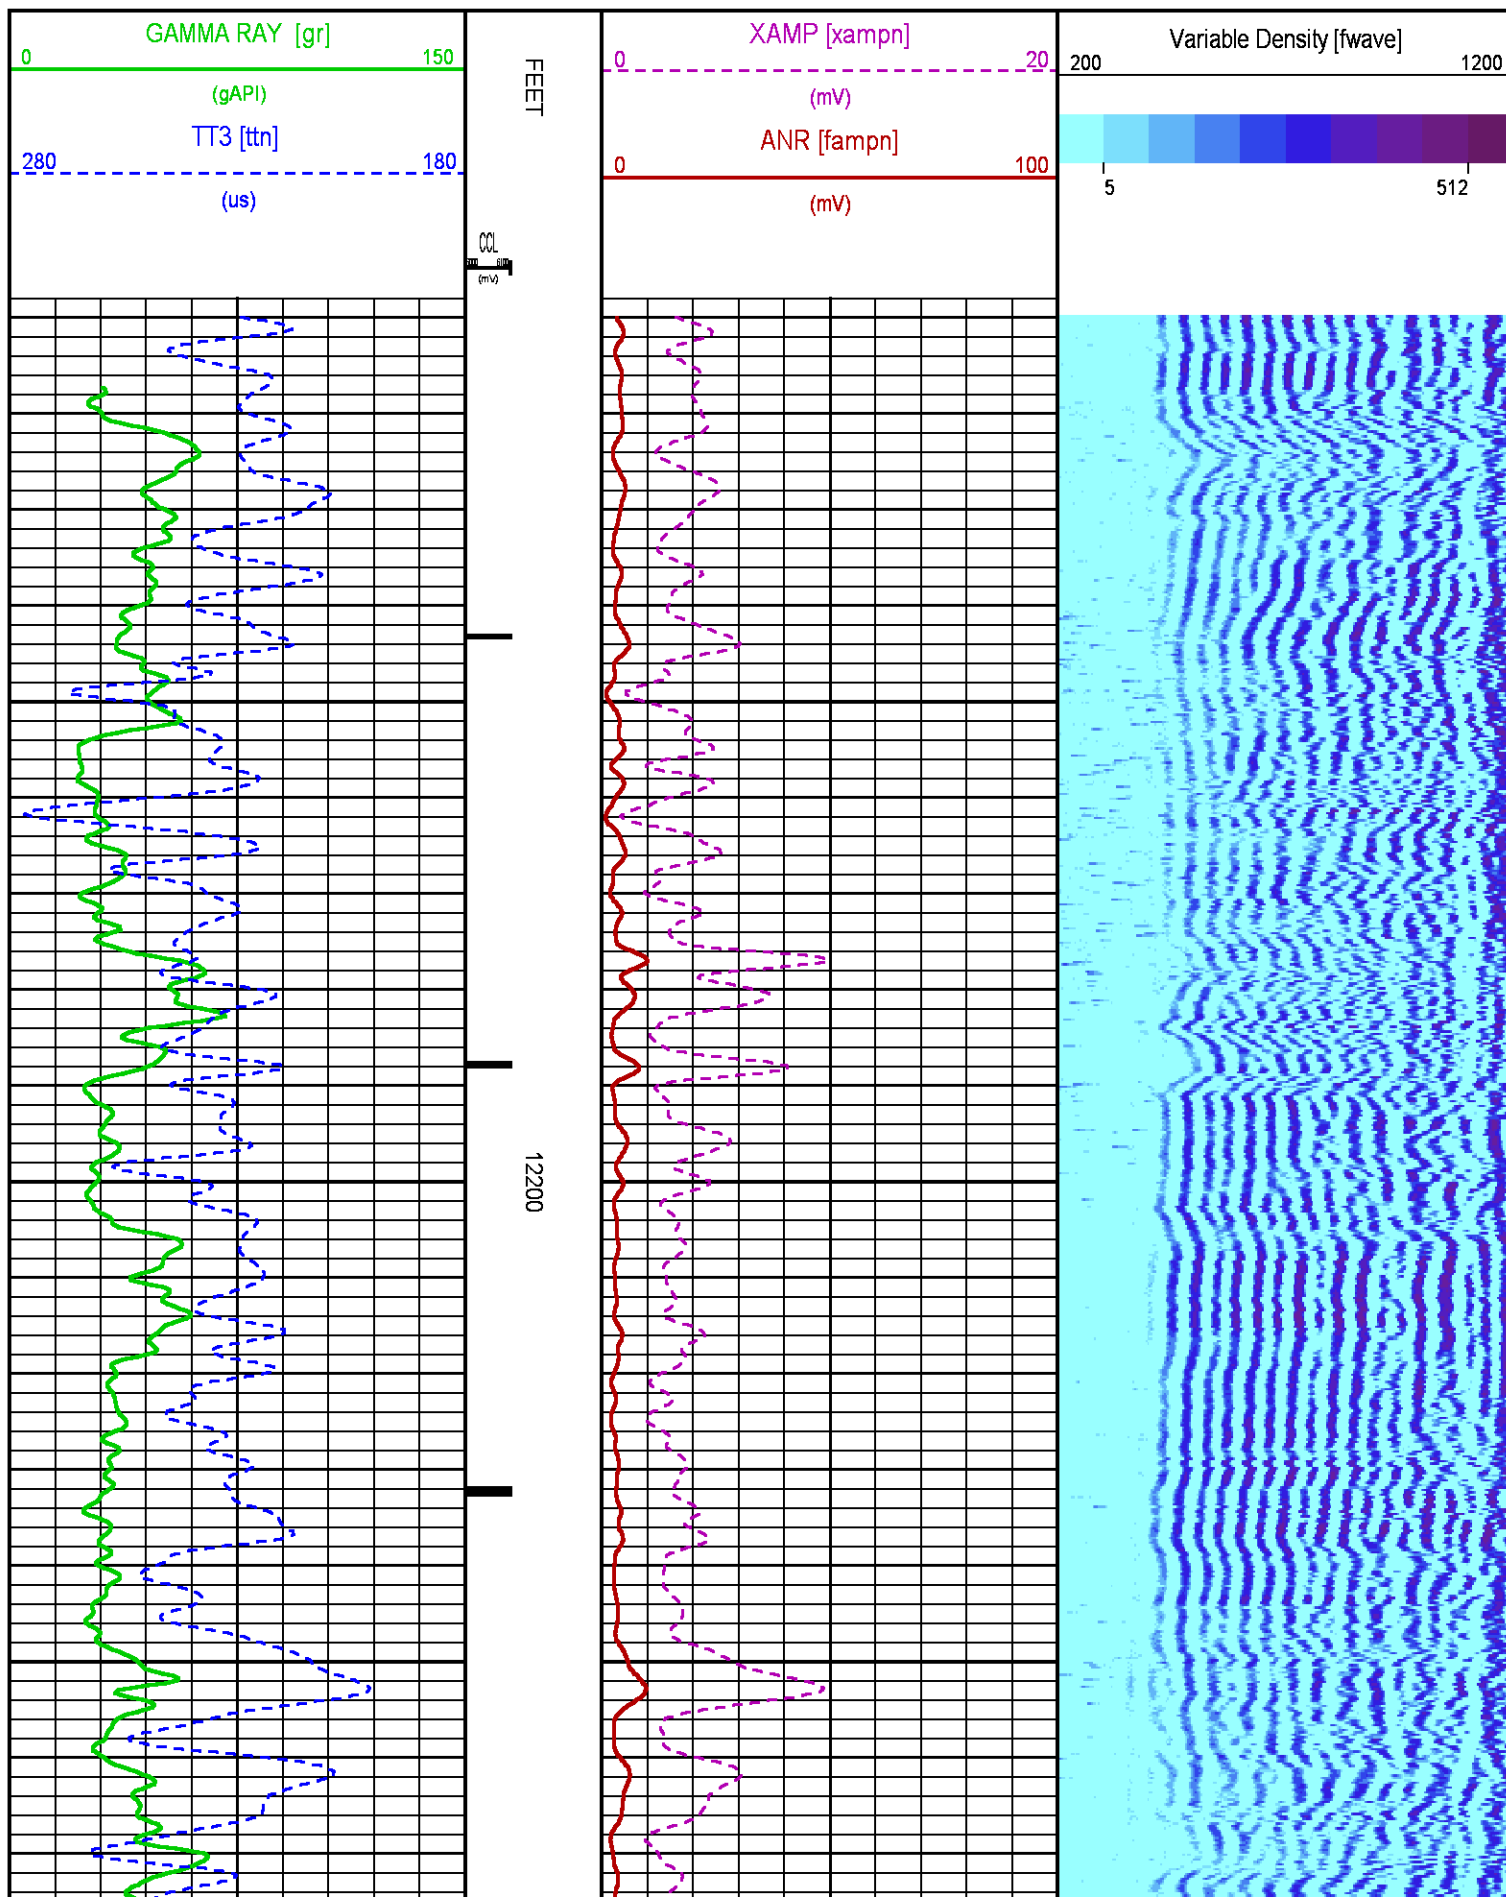 GAMMA RAY [gr]
0 150
(gAPI)
TT3 [ttn]
280 180
(us)
FEET
CCL
(mV)
XAMP [xampn]
0 20
(mV)
ANR [fampn]
0 100
(mV)
Variable Density [fwave]
200 1200
5 512
12200